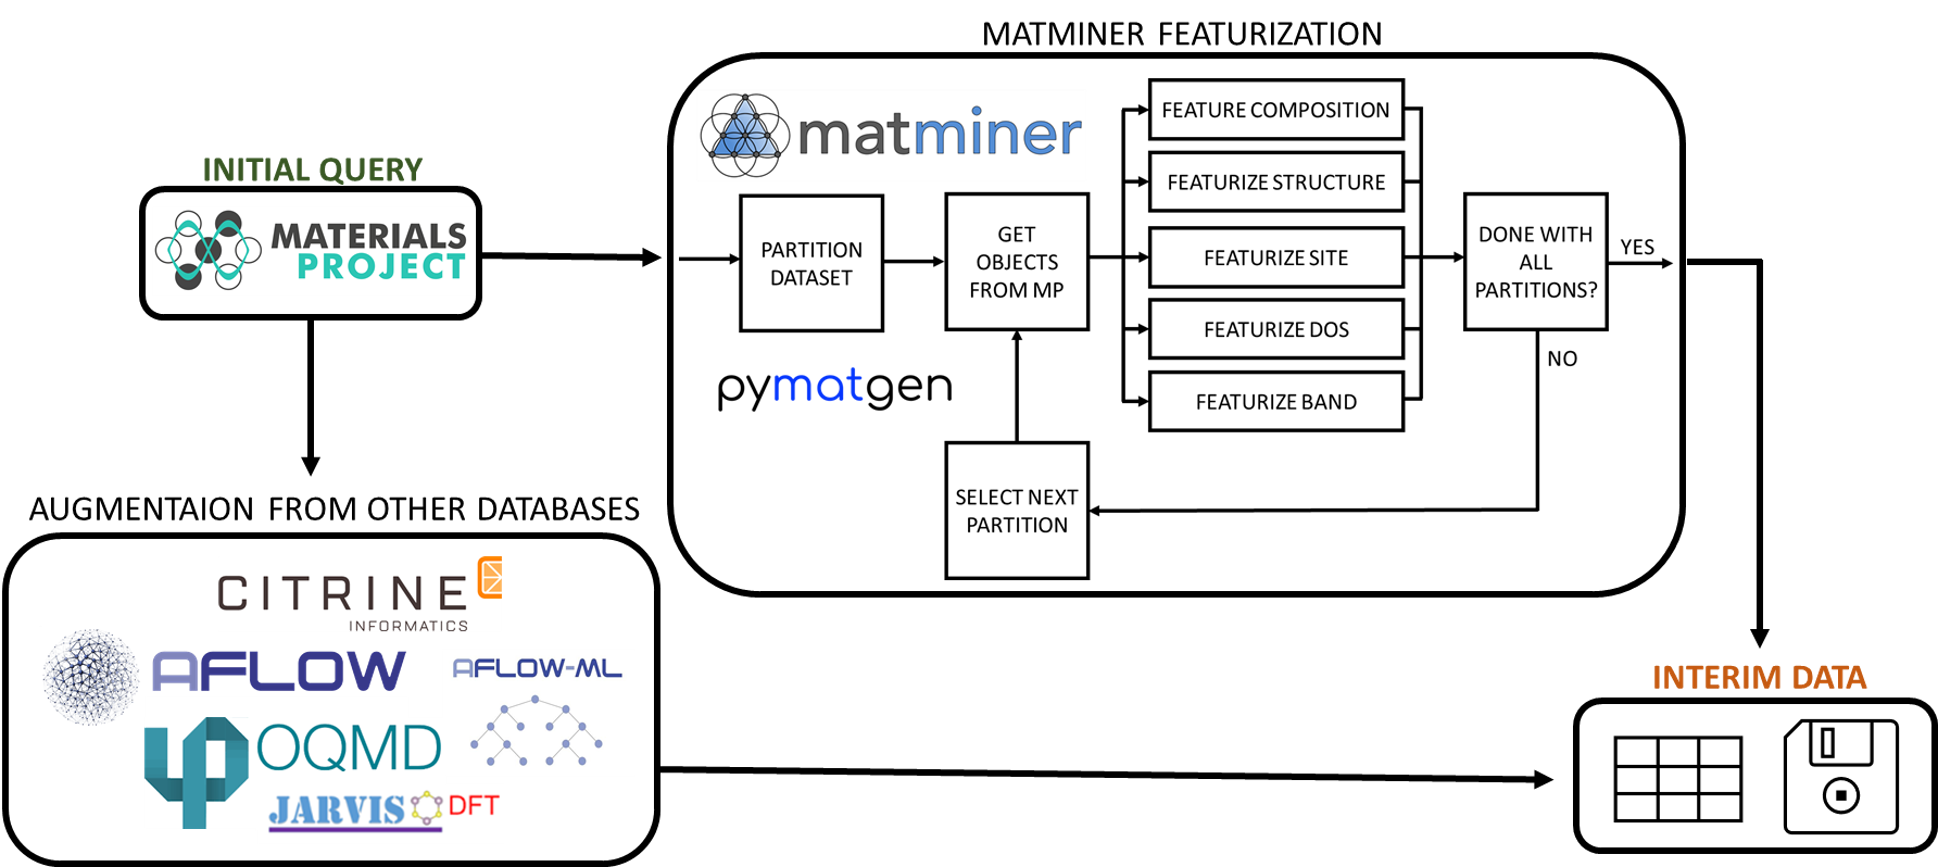 MATMINER FEATURIZATION
matminer
INITIAL QUERY
MATERIALS
PROJECT
PARTITION
DATASET
GET
OBJECTS
FROM MP
FEATURE COMPOSITION
FEATURIZE STRUCTURE
FEATURIZE SITE
FEATURIZE DOS
FEATURIZE BAND
DONE WITH
ALL
PARTITIONS?
YES
NO
pymatgen
SELECT NEXT
PARTITION
AUGMENTAION FROM OTHER DATABASES
CITRINE
INFORMATICS
AFLOW
AFLOW-ML
OQMD
JARVIS DFT
INTERIM DATA